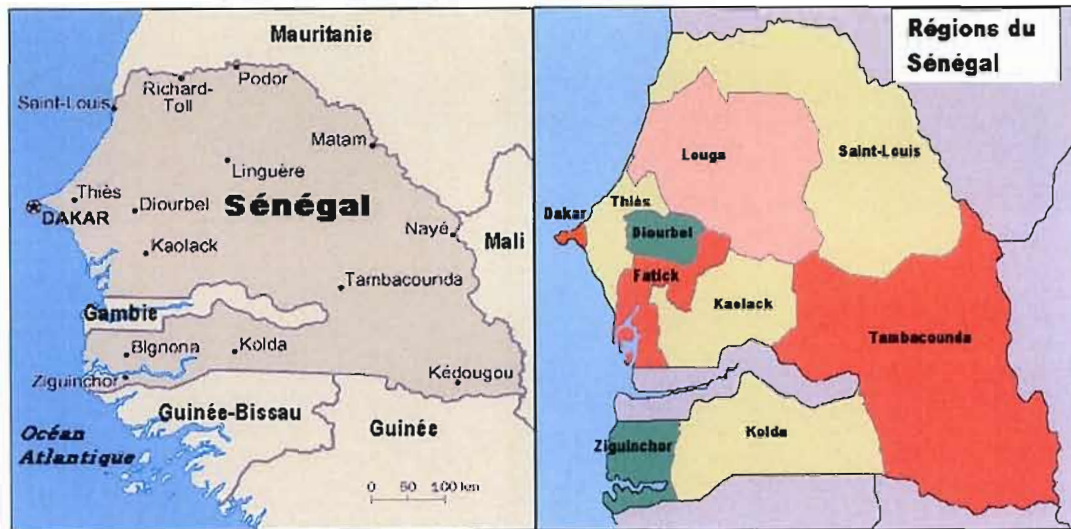 Mauritanie
Podor
Richard-
Toll
Saint-Louis
Matam
Linguère
Thiès
DAKAR
Diourbel
Sénégal
Nayé
Mali
Kaolack
Tambacounda
Gambie
Bignona
Kolda
Ziguinchor
Kédougou
Guinée-Bissau
Guinée
Océan
Atlantique
0 50 100 km
Régions du
Sénégal
Louga
Saint-Louis
Thiès
Dakar
Diourbel
Fatick
Kaolack
Tambacounda
Kolda
Ziguinchor